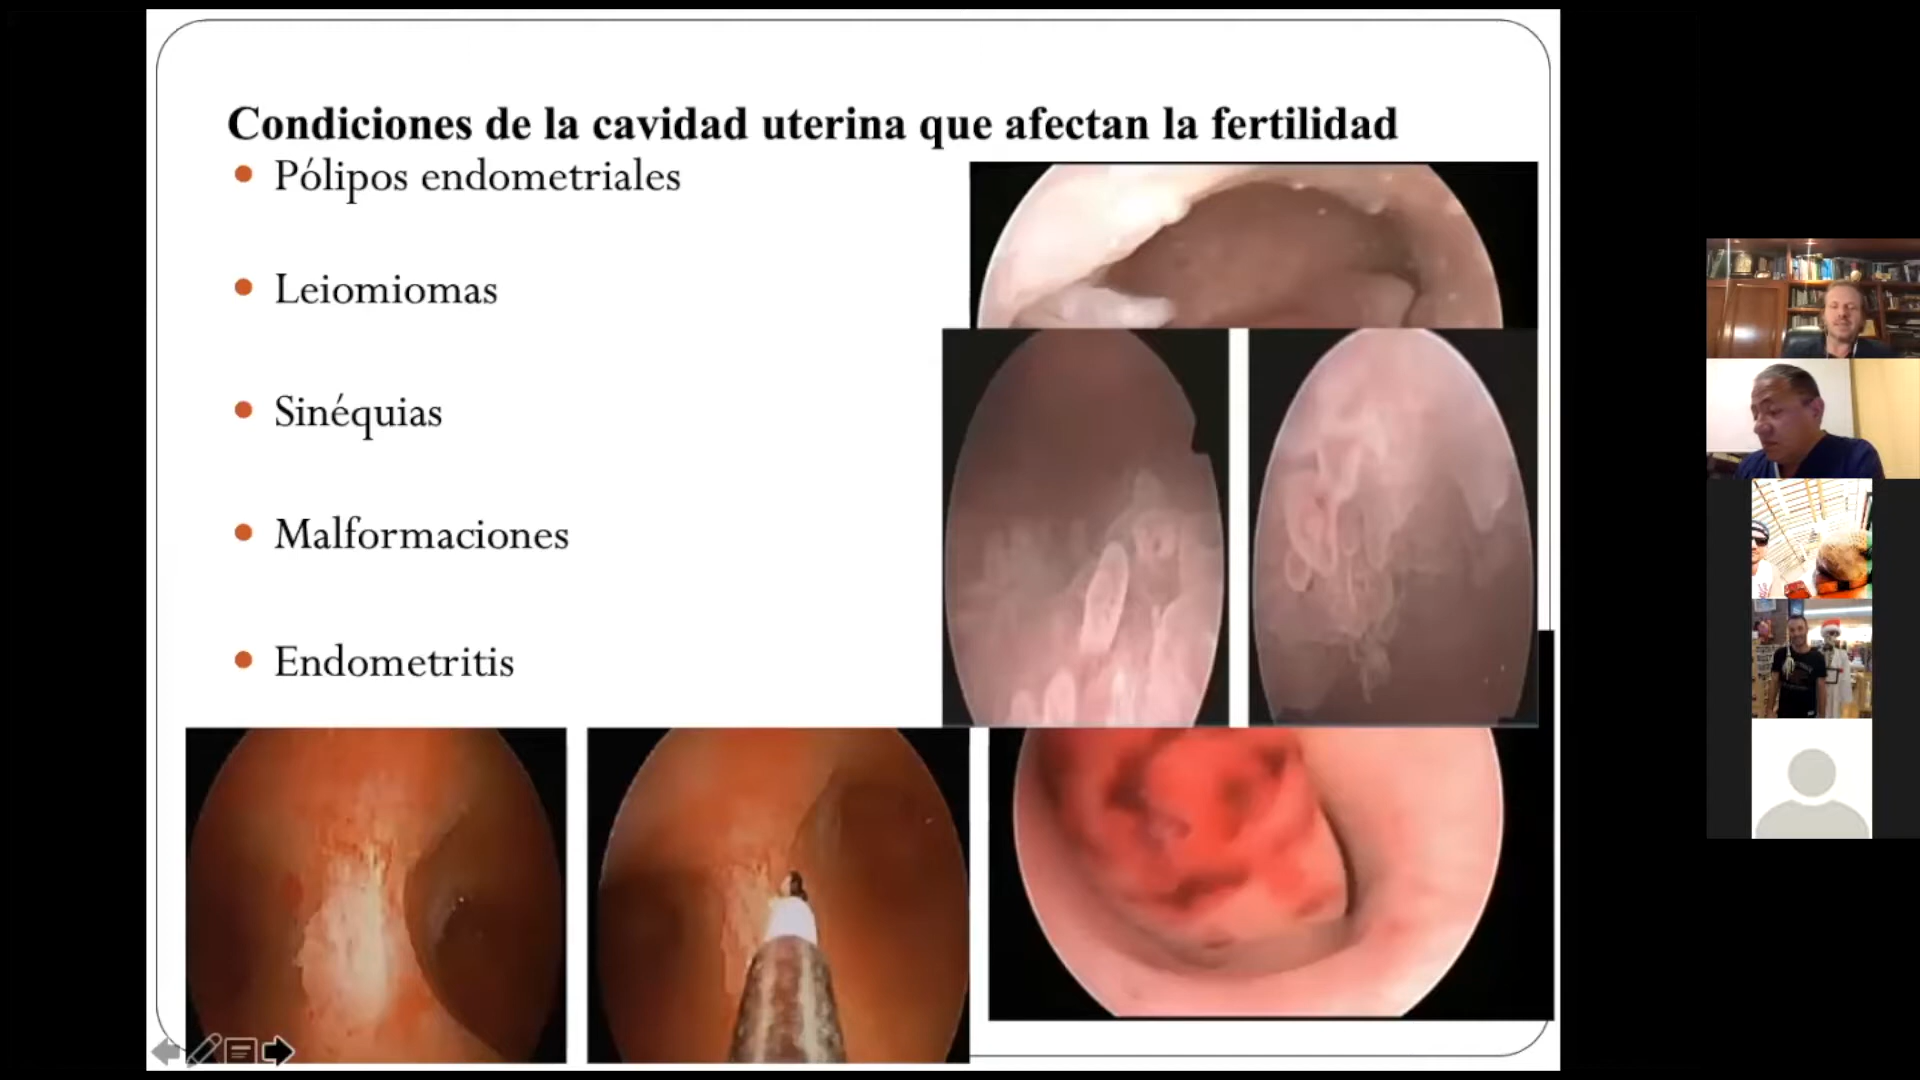 Condiciones de la cavidad uterina que afectan la fertilidad
Pólipos endometriales
Leiomiomas
Sinéquias
Malformaciones
Endometritis